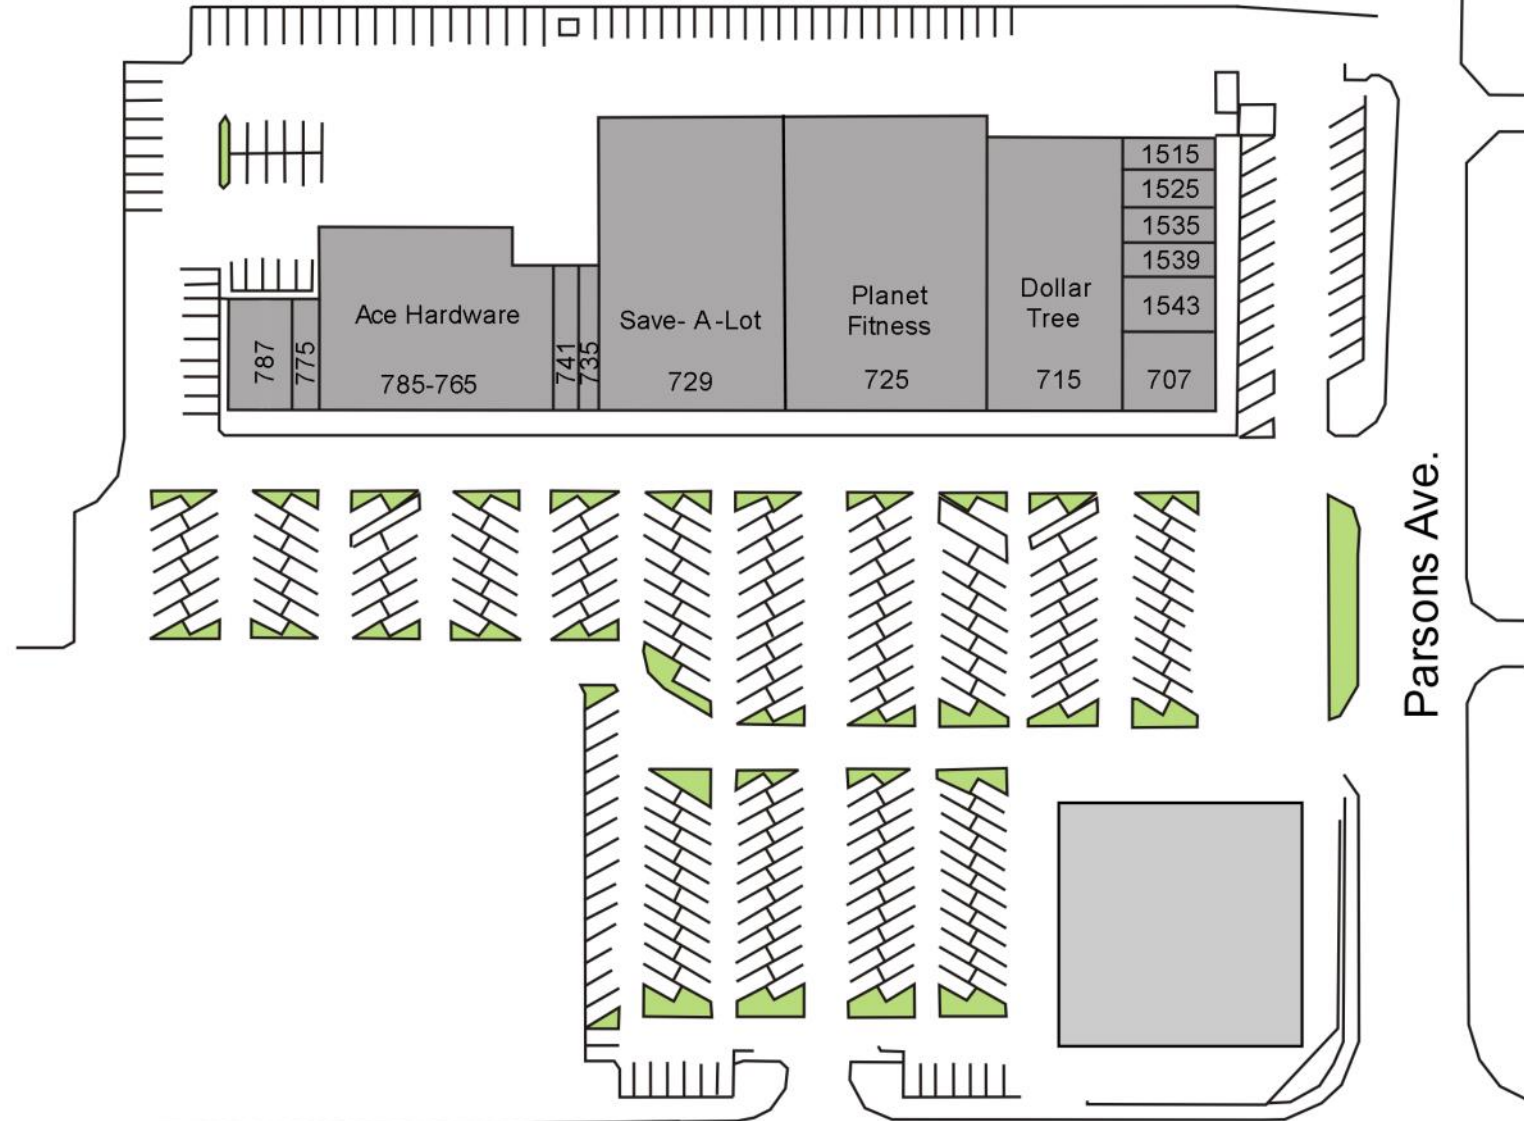 1515
1525
1535
1539
1543
707
Dollar
Tree
715
Planet
Fitness
725
Save- A -Lot
729
735
741
Ace Hardware
785-765
775
787
Parsons Ave.